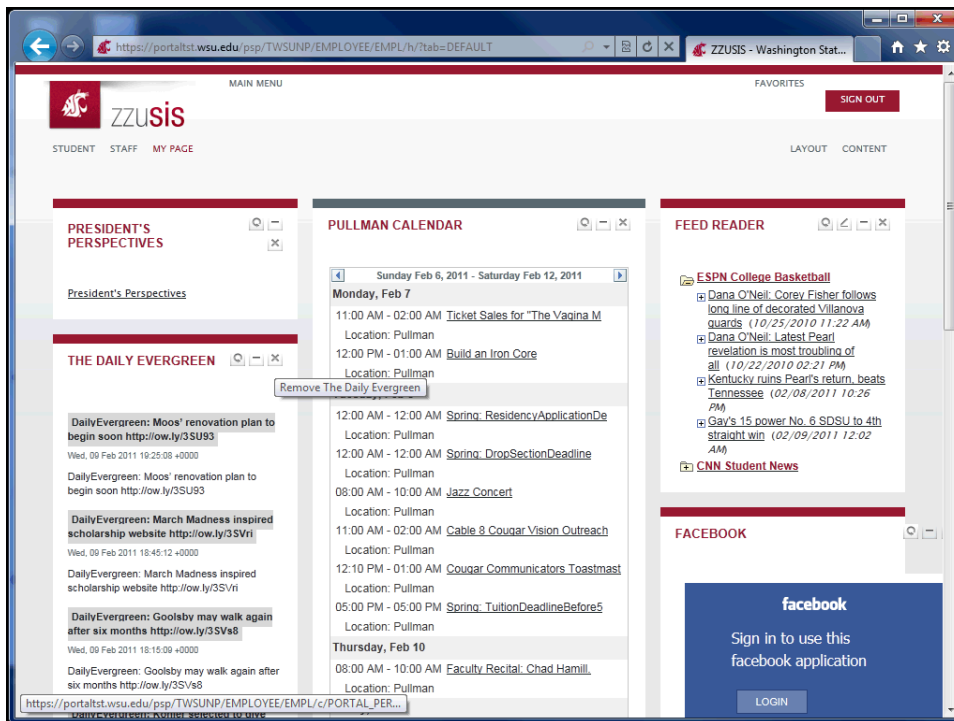 https://portaltst.wsu.edu/psp/TWSUNP/EMPLOYEE/EMPL/h/?tab=DEFAULT
ZZUSIS - Washington Stat...
MAIN MENU
FAVORITES
SIGN OUT
zzusis
STUDENT STAFF MY PAGE
LAYOUT CONTENT
PRESIDENT'S
PERSPECTIVES
President's Perspectives
THE DAILY EVERGREEN
Remove The Daily Evergreen
DailyEvergreen: Moos' renovation plan to
begin soon http://ow.ly/3SU93
Wed, 09 Feb 2011 19:25:08 +0000
DailyEvergreen: Moos' renovation plan to
begin soon http://ow.ly/3SU93
DailyEvergreen: March Madness inspired
scholarship website http://ow.ly/3SVri
Wed, 09 Feb 2011 18:45:12 +0000
DailyEvergreen: March Madness inspired
scholarship website http://ow.ly/3SVri
DailyEvergreen: Goolsby may walk again
after six months http://ow.ly/3SVs8
Wed, 09 Feb 2011 18:15:09 +0000
DailyEvergreen: Goolsby may walk again after
six months http://ow.ly/3SVs8
https://portaltst.wsu.edu/psp/TWSUNP/EMPLOYEE/EMPL/c/PORTAL_PER...
DailyEvergreen: Kohler selected to give
PULLMAN CALENDAR
Sunday Feb 6, 2011 - Saturday Feb 12, 2011
Monday, Feb 7
11:00 AM - 02:00 AM Ticket Sales for "The Vagina M
Location: Pullman
12:00 PM - 01:00 AM Build an Iron Core
Location: Pullman
12:00 AM - 12:00 AM Spring: ResidencyApplicationDe
Location: Pullman
12:00 AM - 12:00 AM Spring: DropSectionDeadline
Location: Pullman
08:00 AM - 10:00 AM Jazz Concert
Location: Pullman
11:00 AM - 02:00 AM Cable 8 Cougar Vision Outreach
Location: Pullman
12:10 PM - 01:00 AM Cougar Communicators Toastmast
Location: Pullman
05:00 PM - 05:00 PM Spring: TuitionDeadlineBefore5
Location: Pullman
Thursday, Feb 10
08:00 AM - 10:00 AM Faculty Recital: Chad Hamill,
Location: Pullman
FEED READER
ESPN College Basketball
Dana O'Neil: Corey Fisher follows
long line of decorated Villanova
guards (10/25/2010 11:22 AM)
Dana O'Neil: Latest Pearl
revelation is most troubling of
all (10/22/2010 02:21 PM)
Kentucky ruins Pearl's return, beats
Tennessee (02/08/2011 10:26
PM)
Gay's 15 power No. 6 SDSU to 4th
straight win (02/09/2011 12:02
AM)
CNN Student News
FACEBOOK
facebook
Sign in to use this
facebook application
LOGIN